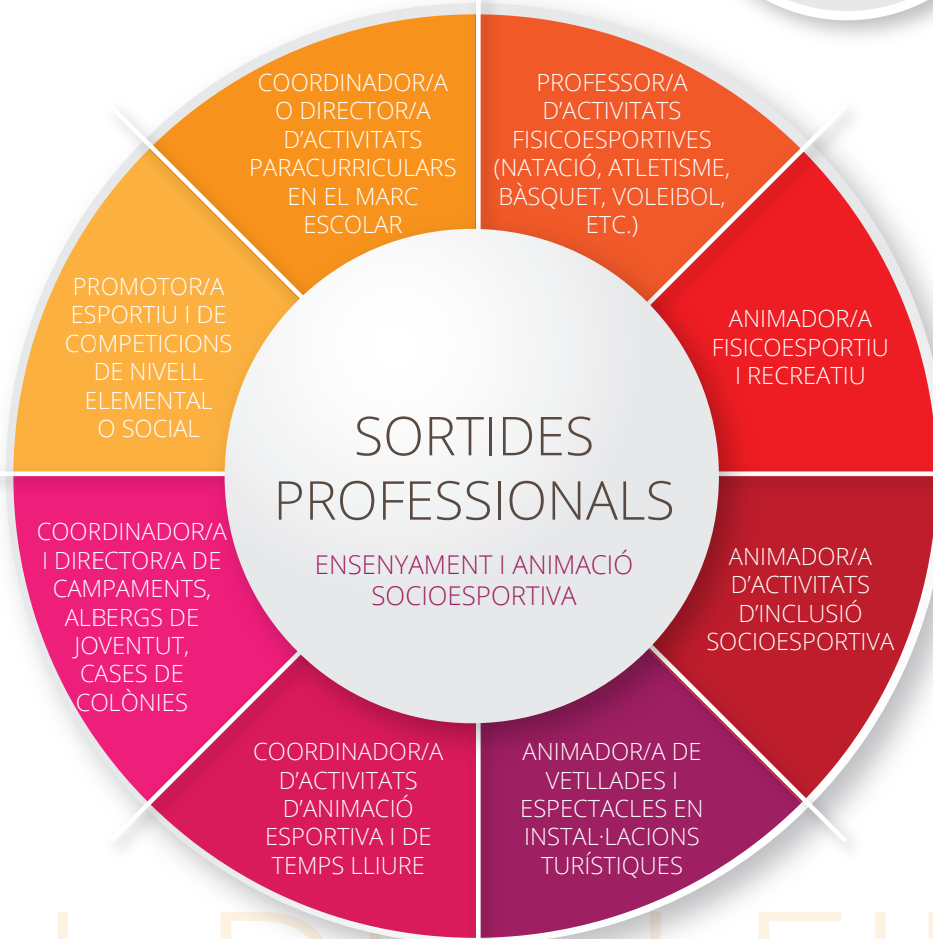 COORDINADOR/A
O DIRECTOR/A
D'ACTIVITATS
PARACURRICULARS
EN EL MARC
ESCOLAR
PROFESSOR/A
D'ACTIVITATS
FISICOESPORTIVES
(NATACIÓ, ATLETISME,
BÀSQUET, VOLEIBOL,
ETC.)
ANIMADOR/A
FISICOESPORTIU
I RECREATIU
ANIMADOR/A
D'ACTIVITATS
D'INCLUSIÓ
SOCIOESPORTIVA
ANIMADOR/A DE
VETLLADES I
ESPECTACLES EN
INSTAL·LACIONS
TURÍSTIQUES
COORDINADOR/A
D'ACTIVITATS
D'ANIMACIÓ
ESPORTIVA I DE
TEMPS LLIURE
COORDINADOR/A
I DIRECTOR/A DE
CAMPAMENTS,
ALBERGS DE
JOVENTUT,
CASES DE
COLÒNIES
PROMOTOR/A
ESPORTIU I DE
COMPETICIONS
DE NIVELL
ELEMENTAL
O SOCIAL
SORTIDES
PROFESSIONALS
ENSENYAMENT I ANIMACIÓ
SOCIOESPORTIVA